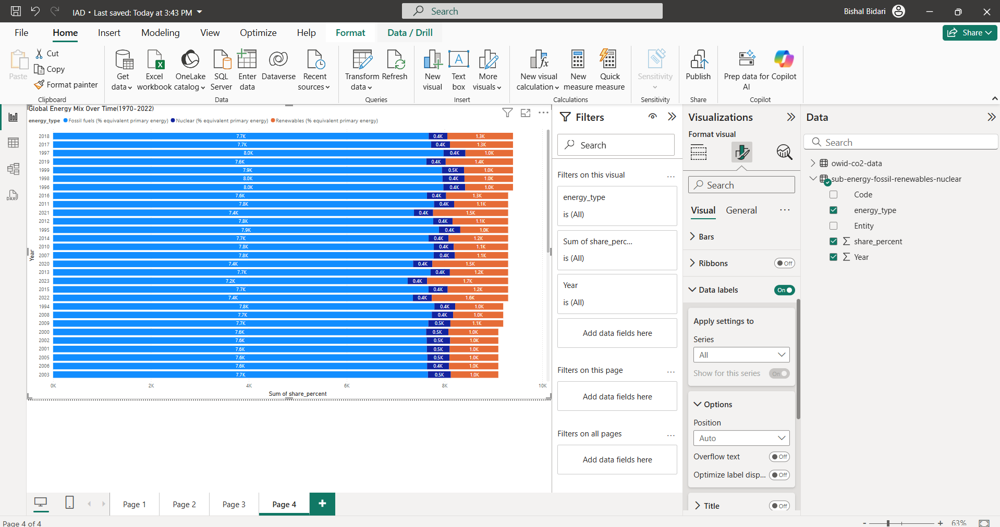 IAD • Last saved: Today at 3:43 PM
Search
Bishal Bidari
File
Home
Insert
Modeling
View
Optimize
Help
Format
Data / Drill
Share
Paste
Cut
Copy
Format painter
Clipboard
Get data
Excel workbook
OneLake catalog
SQL Server
Enter data
Dataverse
Recent sources
Data
Transform data
Refresh
Queries
New visual
Text box
More visuals
Insert
New visual calculation
New measure
Quick measure
Calculations
Sensitivity
Sensitivity
Publish
Share
Prep data for AI
Copilot
Copilot
DAX
Global Energy Mix Over Time(1970-2022)
energy_type Fossil fuels (% equivalent primary energy) Nuclear (% equivalent primary energy) Renewables (% equivalent primary energy)
2018 7.7K 0.4K 1.3K
2017 7.7K 0.4K 1.3K
1997 8.0K 0.4K 1.0K
2019 7.6K 0.4K 1.4K
1999 7.9K 0.5K 1.0K
1998 8.0K 0.4K 1.0K
1996 8.0K 0.4K 1.0K
2016 7.6K 0.4K 1.3K
2011 7.8K 0.4K 1.1K
2021 7.4K 0.4K 1.5K
2012 7.8K 0.4K 1.1K
1995 7.9K 0.4K 1.0K
2014 7.7K 0.4K 1.2K
2010 7.8K 0.4K 1.1K
2007 7.8K 0.4K 1.1K
2020 7.4K 0.4K 1.5K
2013 7.7K 0.4K 1.2K
2023 7.2K 0.4K 1.7K
2015 7.7K 0.4K 1.2K
2022 7.4K 0.4K 1.6K
1994 7.8K 0.4K 1.0K
2008 7.7K 0.4K 1.0K
2009 7.7K 0.5K 1.1K
2000 7.6K 0.5K 1.0K
2002 7.6K 0.5K 1.0K
2001 7.6K 0.5K 1.0K
2005 7.6K 0.5K 1.0K
2006 7.6K 0.4K 1.0K
2003 7.7K 0.5K 1.0K
Year
0K 2K 4K 6K 8K 10K
Sum of share_percent
Filters
Search
Filters on this visual
energy_type
is (All)
Sum of share_perc...
is (All)
Year
is (All)
Add data fields here
Filters on this page
Add data fields here
Filters on all pages
Add data fields here
Visualizations
Format visual
Search
Visual
General
Bars
Ribbons Off
Data labels On
Apply settings to
Series
All
Show for this series On
Options
Position
Auto
Overflow text Off
Optimize label disp... Off
Title Off
Data
Search
owid-co2-data
sub-energy-fossil-renewables-nuclear
Code
energy_type
Entity
share_percent
Year
Page 1
Page 2
Page 3
Page 4
Page 4 of 4
63%